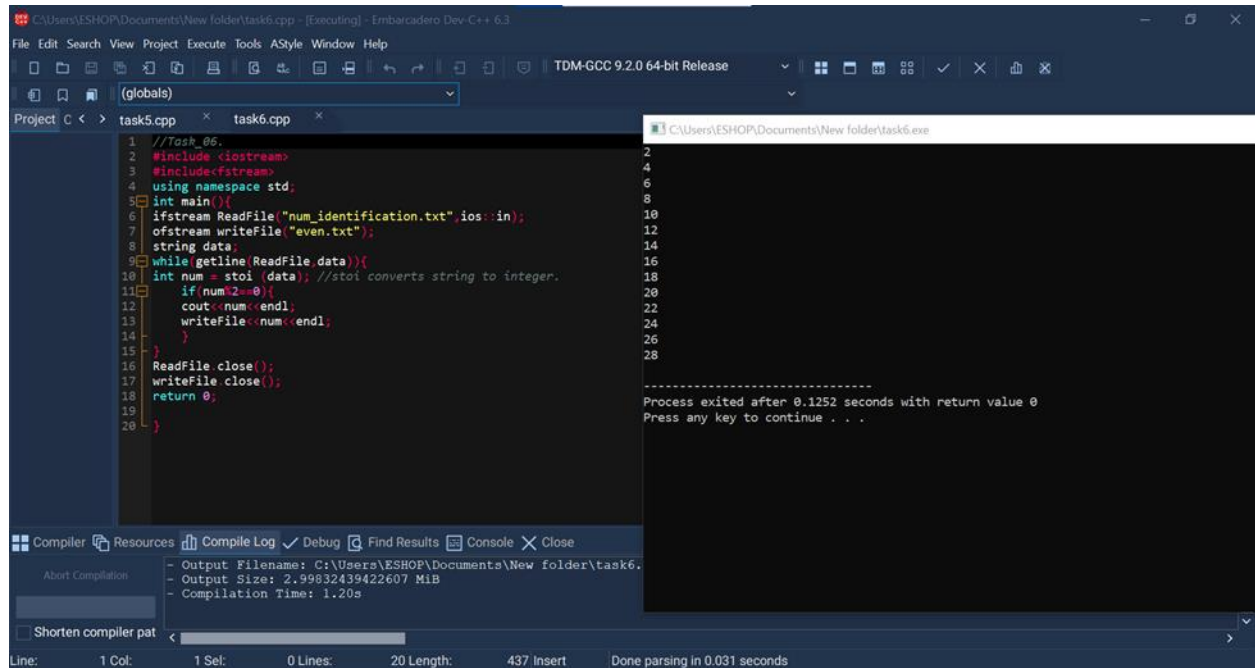 C:\Users\ESHOP\Documents\New folder\task6.cpp - [Executing] - Embarcadero Dev-C++ 6.3
File Edit Search View Project Execute Tools AStyle Window Help
TDM-GCC 9.2.0 64-bit Release
(globals)
Project C < > task5.cpp × task6.cpp ×
1 //Task_06.
2 #include <iostream>
3 #include<fstream>
4 using namespace std;
5 int main(){
6 ifstream ReadFile("num_identification.txt",ios::in);
7 ofstream writeFile("even.txt");
8 string data;
9 while(getline(ReadFile,data)){
10 int num = stoi (data); //stoi converts string to integer.
11 if(num%2==0){
12 cout<<num<<endl;
13 writeFile<<num<<endl;
14 }
15 }
16 ReadFile.close();
17 writeFile.close();
18 return 0;
19
20 }
C:\Users\ESHOP\Documents\New folder\task6.exe
2
4
6
8
10
12
14
16
18
20
22
24
26
28
--------------------------------
Process exited after 0.1252 seconds with return value 0
Press any key to continue . . .
Compiler Resources Compile Log Debug Find Results Console Close
Abort Compilation
- Output Filename: C:\Users\ESHOP\Documents\New folder\task6.
- Output Size: 2.99832439422607 MiB
- Compilation Time: 1.20s
Shorten compiler pat
Line: 1 Col: 1 Sel: 0 Lines: 20 Length: 437 Insert Done parsing in 0.031 seconds